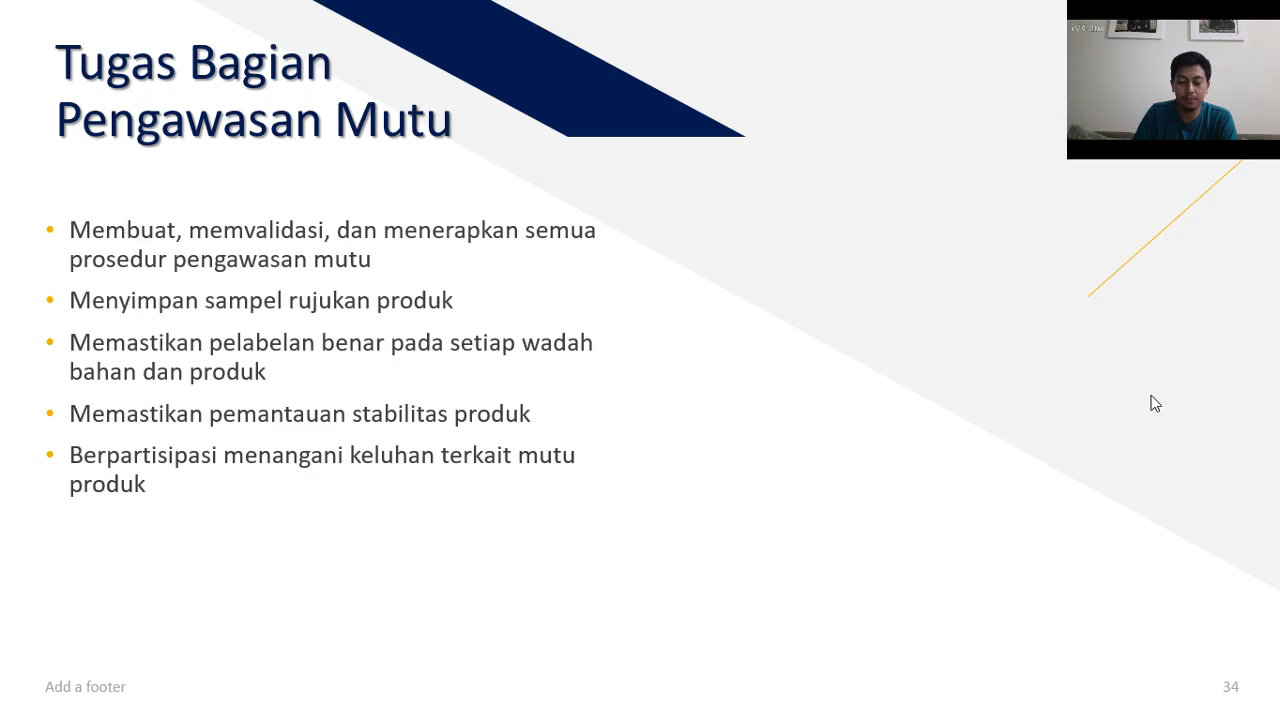 Tugas Bagian
Pengawasan Mutu
iVCam
• Membuat, memvalidasi, dan menerapkan semua
prosedur pengawasan mutu
• Menyimpan sampel rujukan produk
• Memastikan pelabelan benar pada setiap wadah
bahan dan produk
• Memastikan pemantauan stabilitas produk
• Berpartisipasi menangani keluhan terkait mutu
produk
Add a footer
34